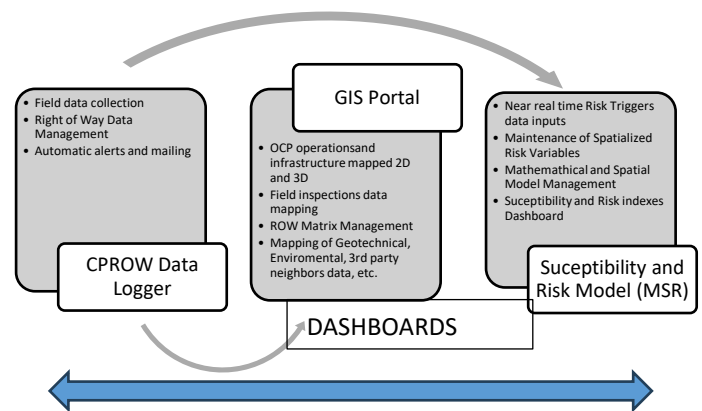 • Field data collection
• Right of Way Data
Management
• Automatic alerts and mailing
CPROW Data
Logger
GIS Portal
• OCP operationsand
infrastructure mapped 2D
and 3D
• Field inspections data
mapping
• ROW Matrix Management
• Mapping of Geotechnical,
Enviromental, 3rd party
neighbors data, etc.
DASHBOARDS
• Near real time Risk Triggers
data inputs
• Maintenance of Spatialized
Risk Variables
• Mathemathical and Spatial
Model Management
• Suceptibility and Risk indexes
Dashboard
Suceptibility and
Risk Model (MSR)